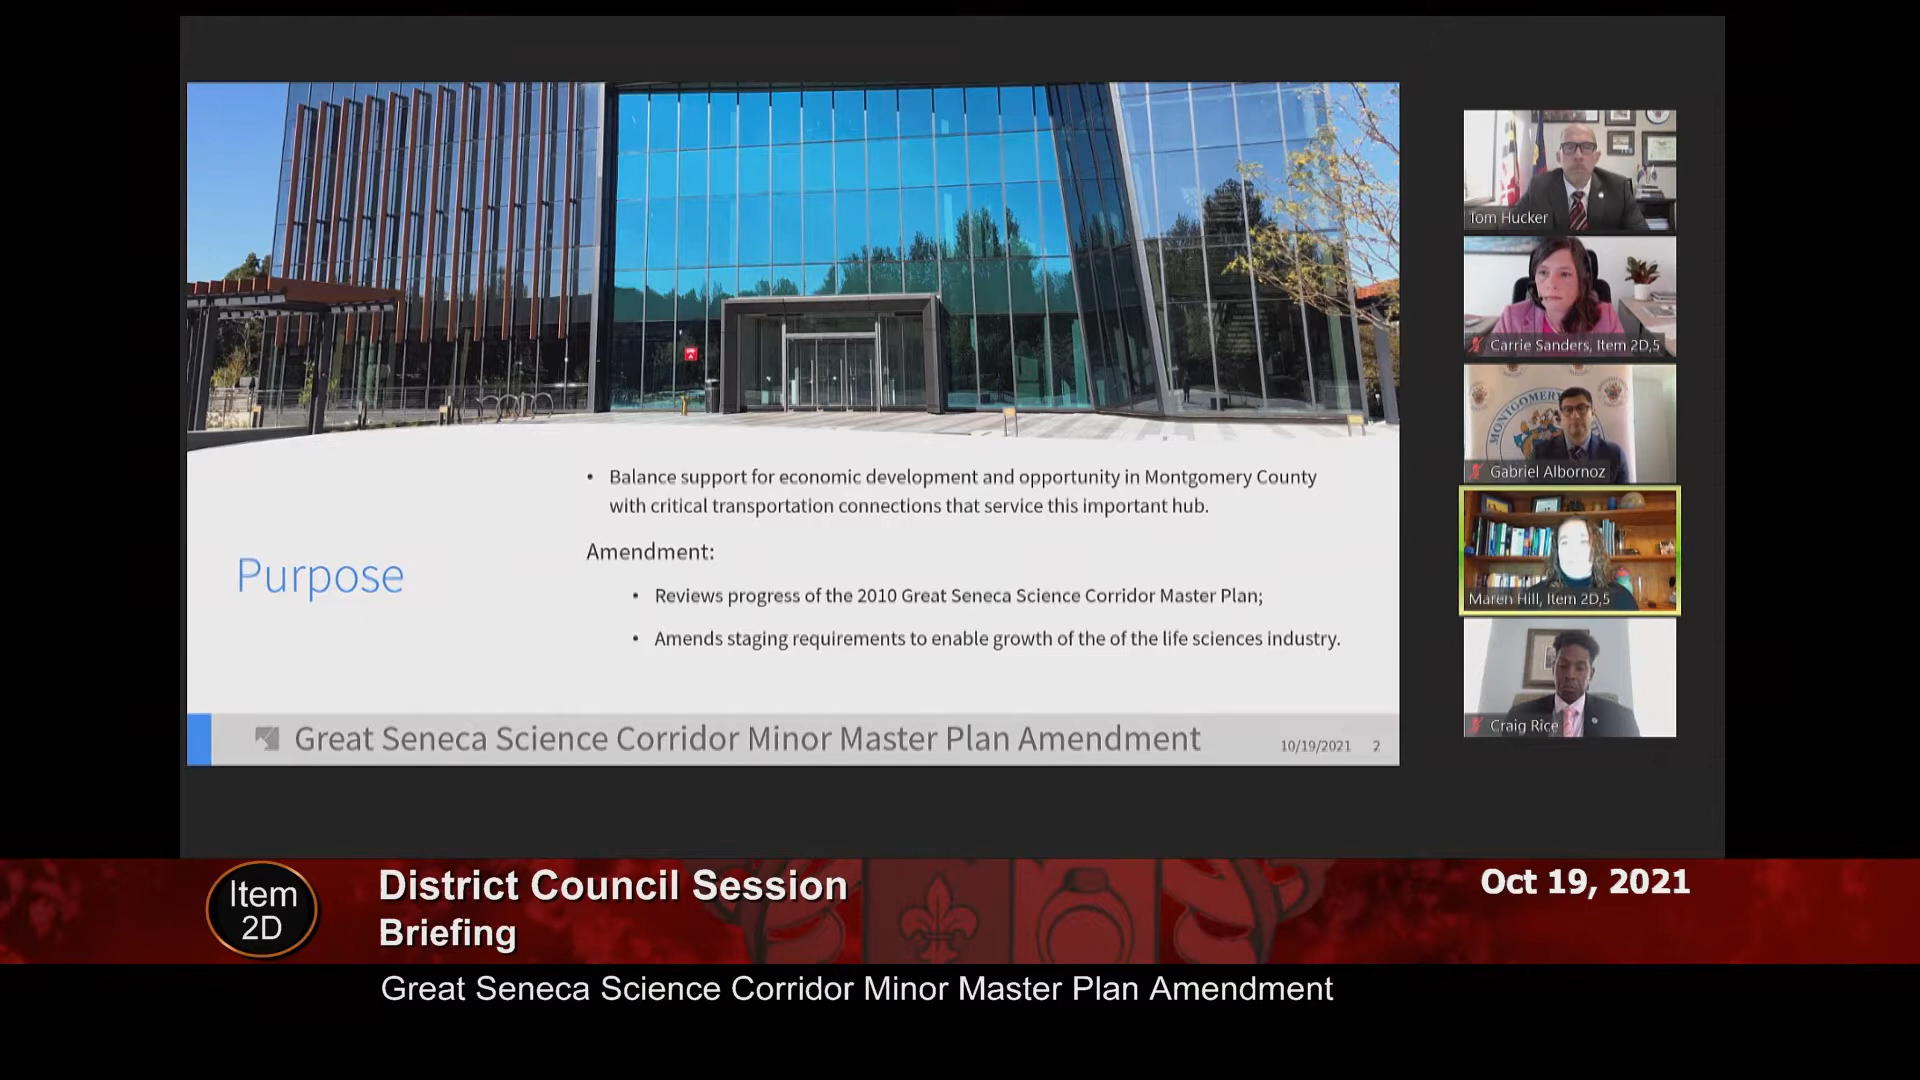 • Balance support for economic development and opportunity in Montgomery County
with critical transportation connections that service this important hub.
Purpose
Amendment:
• Reviews progress of the 2010 Great Seneca Science Corridor Master Plan;
• Amends staging requirements to enable growth of the of the life sciences industry.
Great Seneca Science Corridor Minor Master Plan Amendment
10/19/2021 2
Tom Hucker
Carrie Sanders, Item 2D,5
MONTGOMERY
Gabriel Albornoz
Maren Hill, Item 2D,5
Craig Rice
Item
2D
District Council Session
Briefing
Oct 19, 2021
Great Seneca Science Corridor Minor Master Plan Amendment